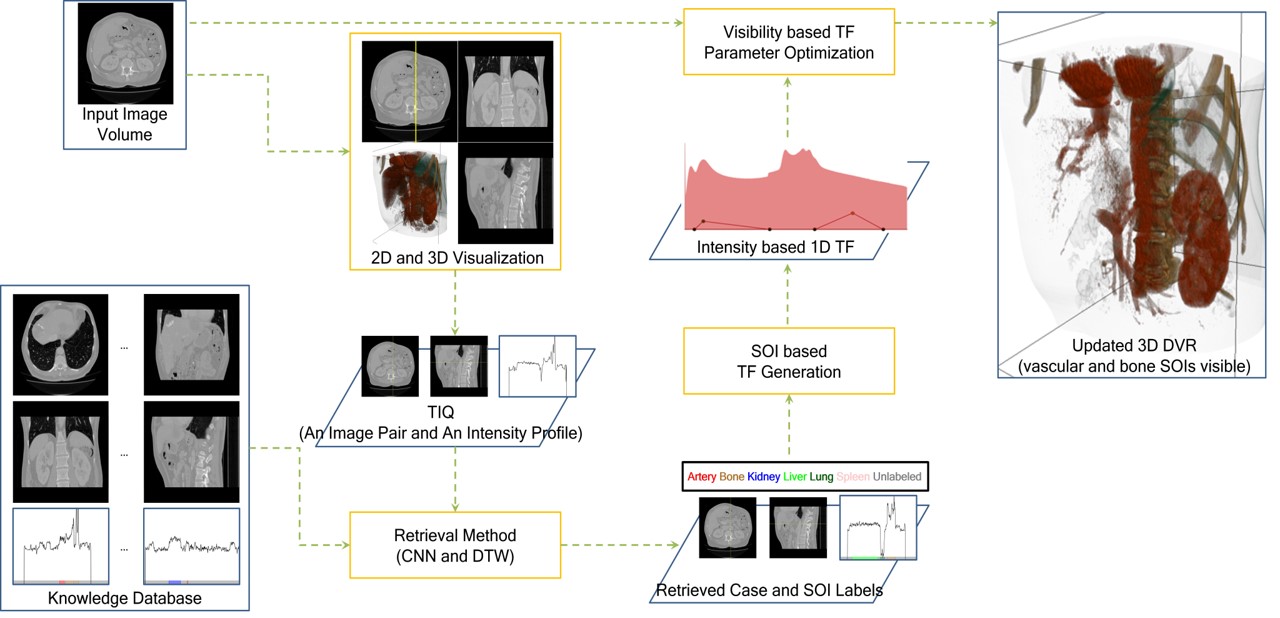 Input Image
Volume
2D and 3D Visualization
Visibility based TF
Parameter Optimization
Intensity based 1D TF
Updated 3D DVR
(vascular and bone SOIs visible)
...
...
...
Knowledge Database
TIQ
(An Image Pair and An Intensity Profile)
Retrieval Method
(CNN and DTW)
SOI based
TF Generation
Artery Bone Kidney Liver Lung Spleen Unlabeled
Retrieved Case and SOI Labels